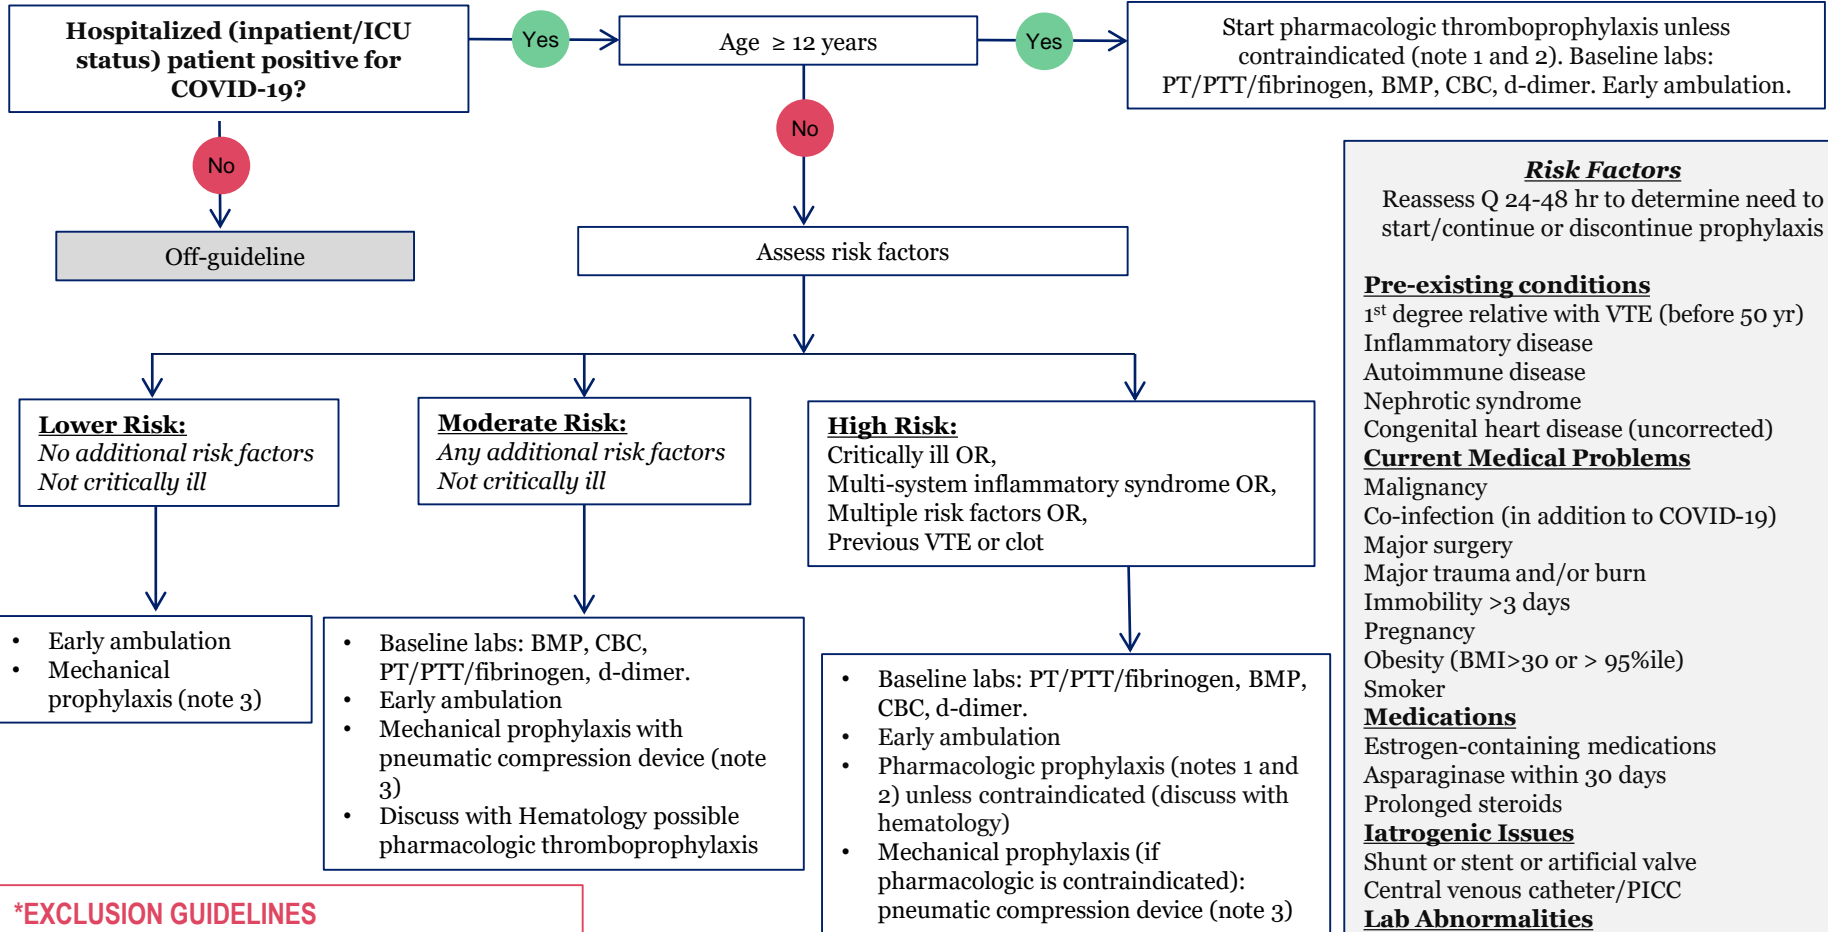 Hospitalized (inpatient/ICU
status) patient positive for
COVID-19?
Yes
Age ≥ 12 years
Yes
Start pharmacologic thromboprophylaxis unless
contraindicated (note 1 and 2). Baseline labs:
PT/PTT/fibrinogen, BMP, CBC, d-dimer. Early ambulation.
No
No
Off-guideline
Assess risk factors
Lower Risk:
No additional risk factors
Not critically ill
Moderate Risk:
Any additional risk factors
Not critically ill
High Risk:
Critically ill OR,
Multi-system inflammatory syndrome OR,
Multiple risk factors OR,
Previous VTE or clot
• Early ambulation
• Mechanical
prophylaxis (note 3)
• Baseline labs: BMP, CBC,
PT/PTT/fibrinogen, d-dimer.
• Early ambulation
• Mechanical prophylaxis with
pneumatic compression device (note
3)
• Discuss with Hematology possible
pharmacologic thromboprophylaxis
• Baseline labs: PT/PTT/fibrinogen, BMP,
CBC, d-dimer.
• Early ambulation
• Pharmacologic prophylaxis (notes 1 and
2) unless contraindicated (discuss with
hematology)
• Mechanical prophylaxis (if
pharmacologic is contraindicated):
pneumatic compression device (note 3)
Risk Factors
Reassess Q 24-48 hr to determine need to
start/continue or discontinue prophylaxis
Pre-existing conditions
1st degree relative with VTE (before 50 yr)
Inflammatory disease
Autoimmune disease
Nephrotic syndrome
Congenital heart disease (uncorrected)
Current Medical Problems
Malignancy
Co-infection (in addition to COVID-19)
Major surgery
Major trauma and/or burn
Immobility >3 days
Pregnancy
Obesity (BMI>30 or > 95%ile)
Smoker
Medications
Estrogen-containing medications
Asparaginase within 30 days
Prolonged steroids
Iatrogenic Issues
Shunt or stent or artificial valve
Central venous catheter/PICC
Lab Abnormalities
*EXCLUSION GUIDELINES